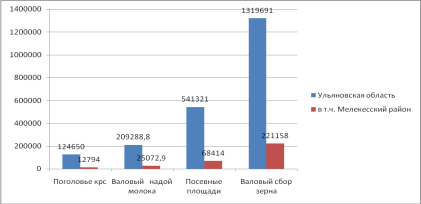 1400000
1319691
1200000
1000000
800000
600000
541321
400000
209288,8
221158
200000
124650
12794
25072,9
68414
0
Поголовье крс
Валовый надой
молока
Посевные
площади
Валовый сбор
зерна
Ульяновская область
в т.ч. Мелекесский район